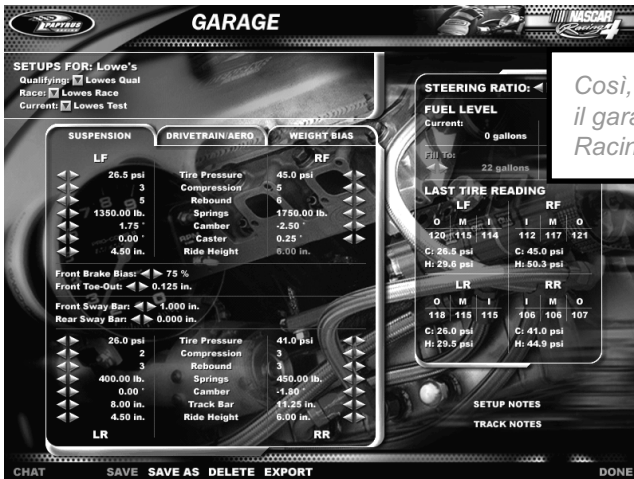 PAPYRUS
GARAGE
NASCAR
Racing 4
SETUPS FOR: Lowe's
Qualifying: Lowes Qual
Race: Lowes Race
Current: Lowes Test
STEERING RATIO:
FUEL LEVEL
Current:
0 gallons
Fill To:
22 gallons
Così,
il gara
Racin
SUSPENSION DRIVETRAIN/AERO WEIGHT BIAS
LF RF
26.5 psi Tire Pressure 45.0 psi
3 Compression 5
5 Rebound 6
1350.00 lb. Springs 1750.00 lb.
1.75 ° Camber -2.50 °
0.00 ° Caster 0.25 °
4.50 in. Ride Height 6.00 in.
Front Brake Bias: 75 %
Front Toe-Out: 0.125 in.
Front Sway Bar: 1.000 in.
Rear Sway Bar: 0.000 in.
26.0 psi Tire Pressure 41.0 psi
2 Compression 3
3 Rebound 3
400.00 lb. Springs 450.00 lb.
0.00 ° Camber -1.80 °
8.00 in. Track Bar 11.25 in.
4.50 in. Ride Height 6.00 in.
LR RR
LAST TIRE READING
LF RF
O M I I M O
120 115 114 112 117 121
C: 26.5 psi C: 45.0 psi
H: 29.6 psi H: 50.3 psi
LR RR
O M I I M O
118 115 115 106 106 107
C: 26.0 psi C: 41.0 psi
H: 29.5 psi H: 44.9 psi
SETUP NOTES
TRACK NOTES
CHAT SAVE SAVE AS DELETE EXPORT DONE